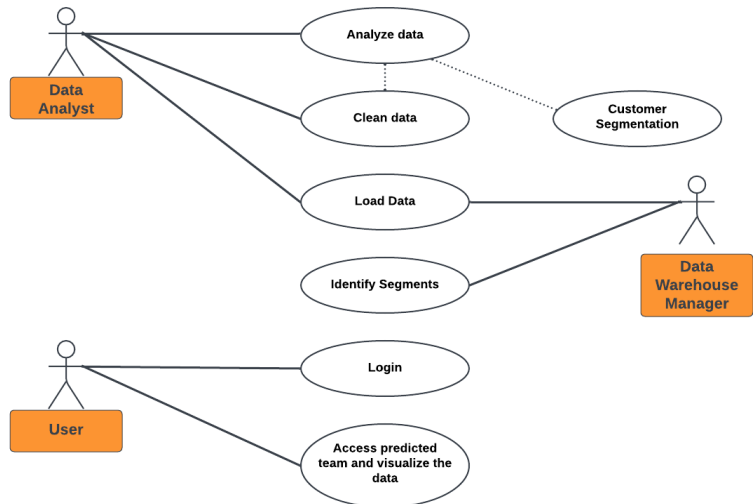 Analyze data
Data
Analyst
Clean data
Customer
Segmentation
Load Data
Identify Segments
Data
Warehouse
Manager
Login
User
Access predicted
team and visualize the
data